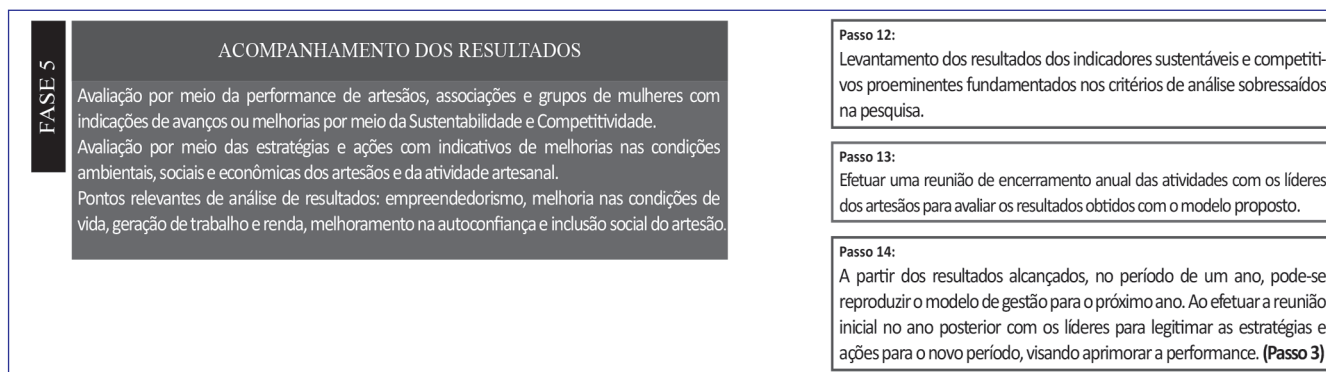 FASE 5
ACOMPANHAMENTO DOS RESULTADOS
Avaliação por meio da performance de artesãos, associações e grupos de mulheres com
indicações de avanços ou melhorias por meio da Sustentabilidade e Competitividade.
Avaliação por meio das estratégias e ações com indicativos de melhorias nas condições
ambientais, sociais e econômicas dos artesãos e da atividade artesanal.
Pontos relevantes de análise de resultados: empreendedorismo, melhoria nas condições de
vida, geração de trabalho e renda, melhoramento na autoconfiança e inclusão social do artesão.
Passo 12:
Levantamento dos resultados dos indicadores sustentáveis e competiti-
vos proeminentes fundamentados nos critérios de análise sobressaídos
na pesquisa.
Passo 13:
Efetuar uma reunião de encerramento anual das atividades com os líderes
dos artesãos para avaliar os resultados obtidos com o modelo proposto.
Passo 14:
A partir dos resultados alcançados, no período de um ano, pode-se
reproduzir o modelo de gestão para o próximo ano. Ao efetuar a reunião
inicial no ano posterior com os líderes para legitimar as estratégias e
ações para o novo período, visando aprimorar a performance. (Passo 3)